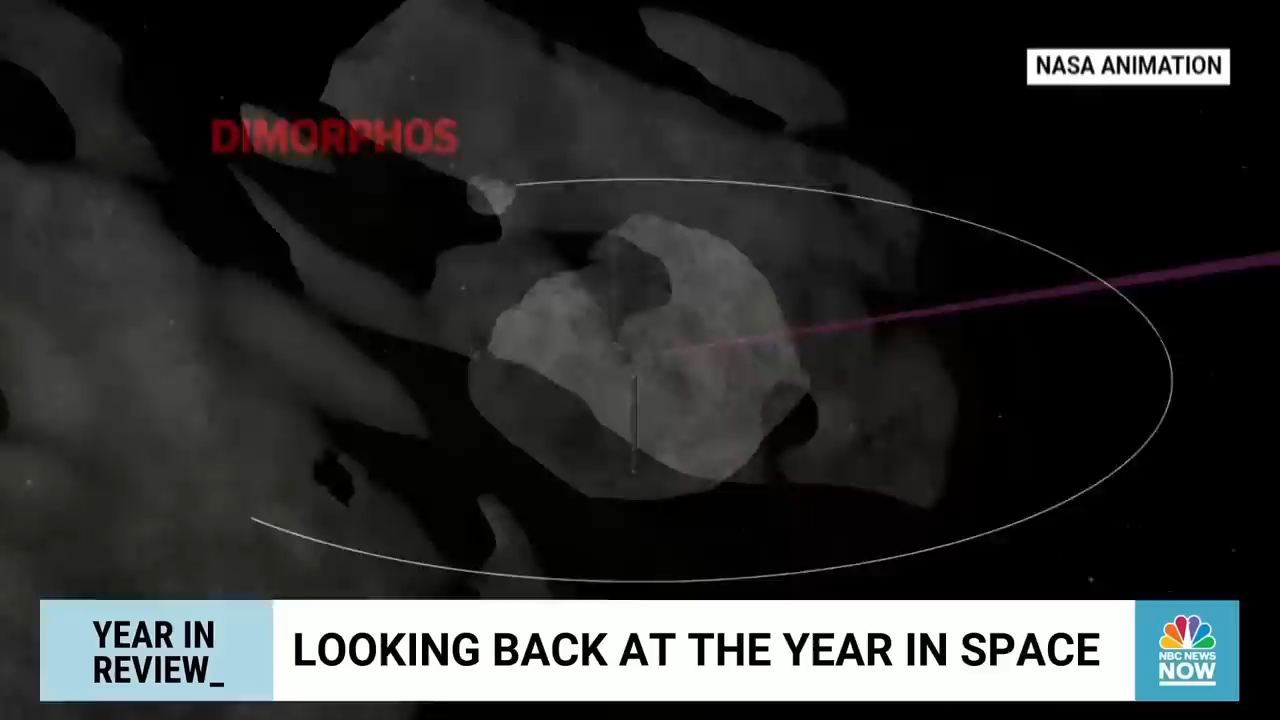 NASA ANIMATION
DIMORPHOS
YEAR IN
REVIEW_
LOOKING BACK AT THE YEAR IN SPACE
NBC NEWS
NOW